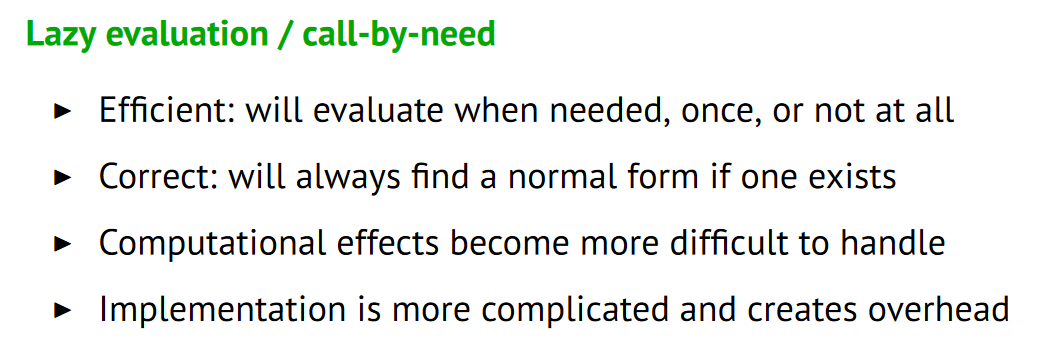 Lazy evaluation / call-by-need
► Efficient: will evaluate when needed, once, or not at all
► Correct: will always find a normal form if one exists
► Computational effects become more difficult to handle
► Implementation is more complicated and creates overhead